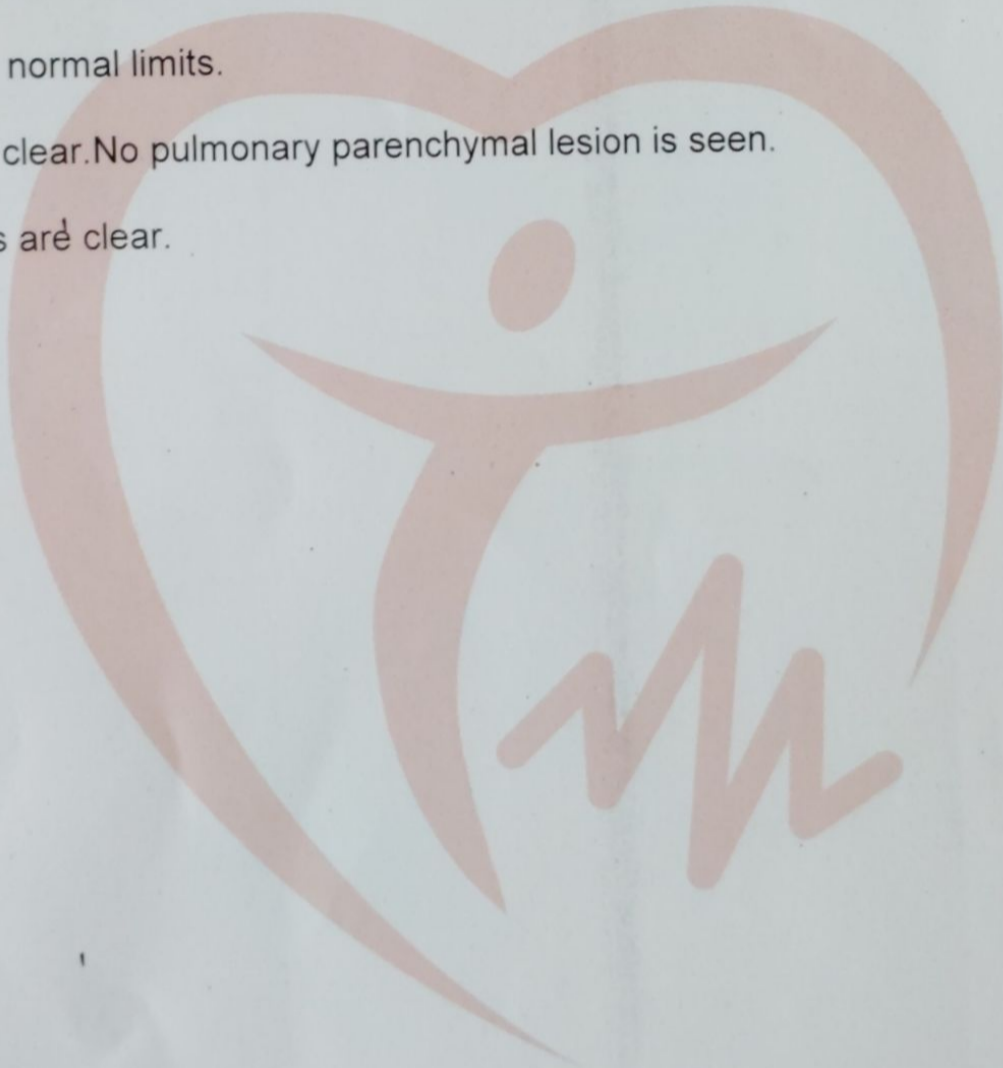 normal limits.
clear.No pulmonary parenchymal lesion is seen.
are clear.